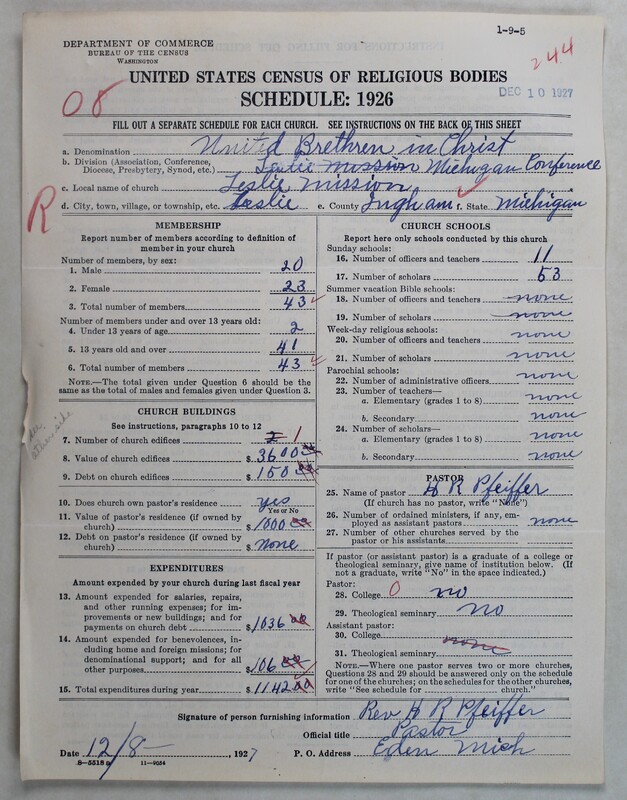 1-9-5
DEPARTMENT OF COMMERCE
BUREAU OF THE CENSUS
WASHINGTON
244
UNITED STATES CENSUS OF RELIGIOUS BODIES
DEC 10 1927
08
SCHEDULE: 1926
FILL OUT A SEPARATE SCHEDULE FOR EACH CHURCH. SEE INSTRUCTIONS ON THE BACK OF THIS SHEET
a. Denomination United Brethren in Christ
b. Division (Association, Conference, Diocese, Presbytery, Synod, etc.) Leslie Mission Michigan Conference
c. Local name of church Leslie Mission
R
d. City, town, village, or township, etc. Leslie e. County Ingham f. State Michigan
MEMBERSHIP
Report number of members according to definition of
member in your church
Number of members, by sex:
1. Male 20
2. Female 23
3. Total number of members 43
Number of members under and over 13 years old:
4. Under 13 years of age 2
5. 13 years old and over 41
6. Total number of members 43
NOTE.—The total given under Question 6 should be
same as the total of males and females given under Question 3.
see
other side
CHURCH BUILDINGS
See instructions, paragraphs 10 to 12
7. Number of church edifices 2 1
8. Value of church edifices $ 3600 00
9. Debt on church edifices $ 150 00
10. Does church own pastor's residence yes
Yes or No
11. Value of pastor's residence (if owned by
church) $ 1000 00
12. Debt on pastor's residence (if owned by
church) $ none
EXPENDITURES
Amount expended by your church during last fiscal year
13. Amount expended for salaries, repairs,
and other running expenses; for im-
provements or new buildings; and for
payments on church debt $ 1036 00
14. Amount expended for benevolences, in-
cluding home and foreign missions; for
denominational support; and for all
other purposes $ 106 00
15. Total expenditures during year $ 1142 00
CHURCH SCHOOLS
Report here only schools conducted by this church
Sunday schools:
16. Number of officers and teachers 11
17. Number of scholars 53
Summer vacation Bible schools:
18. Number of officers and teachers none
19. Number of scholars none
Week-day religious schools:
20. Number of officers and teachers none
21. Number of scholars none
Parochial schools:
22. Number of administrative officers none
23. Number of teachers—
a. Elementary (grades 1 to 8) none
b. Secondary none
24. Number of scholars—
a. Elementary (grades 1 to 8) none
b. Secondary none
PASTOR
25. Name of pastor H R Pfeiffer
(If church has no pastor, write "None")
26. Number of ordained ministers, if any, em-
ployed as assistant pastors none
27. Number of other churches served by the
pastor or his assistants
If pastor (or assistant pastor) is a graduate of a college or
theological seminary, give name of institution below. (If
not a graduate, write "No" in the space indicated.)
Pastor:
28. College 0 no
29. Theological seminary no
Assistant pastor:
30. College none
31. Theological seminary
NOTE.—Where one pastor serves two or more churches,
Questions 28 and 29 should be answered only on the schedule
for one of the churches; on the schedules for the other churches,
write "See schedule for church."
Signature of person furnishing information Rev H R Pfeiffer
Official title Pastor
Date 12/8, 1927 P. O. Address Eden Mich
8-5518 a 11-9034